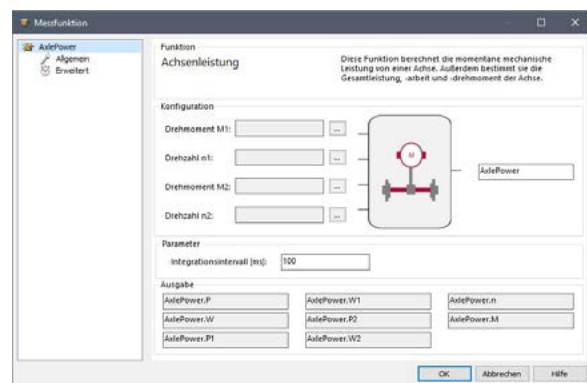 Messfunktion
AxlePower
Allgemein
Erweitert
Funktion
Achsenleistung
Diese Funktion berechnet die momentane mechanische
Leistung von einer Achse. Außerdem bestimmt sie die
Gesamtleistung, -arbeit und -drehmoment der Achse.
Konfiguration
Drehmoment M1:
...
Drehzahl n1:
...
Drehmoment M2:
...
Drehzahl n2:
...
M
AxlePower
Parameter
Integrationsintervall [ms]: 100
Ausgabe
AxlePower.P AxlePower.W1 AxlePower.n
AxlePower.W AxlePower.P2 AxlePower.M
AxlePower.P1 AxlePower.W2
OK Abbrechen Hilfe